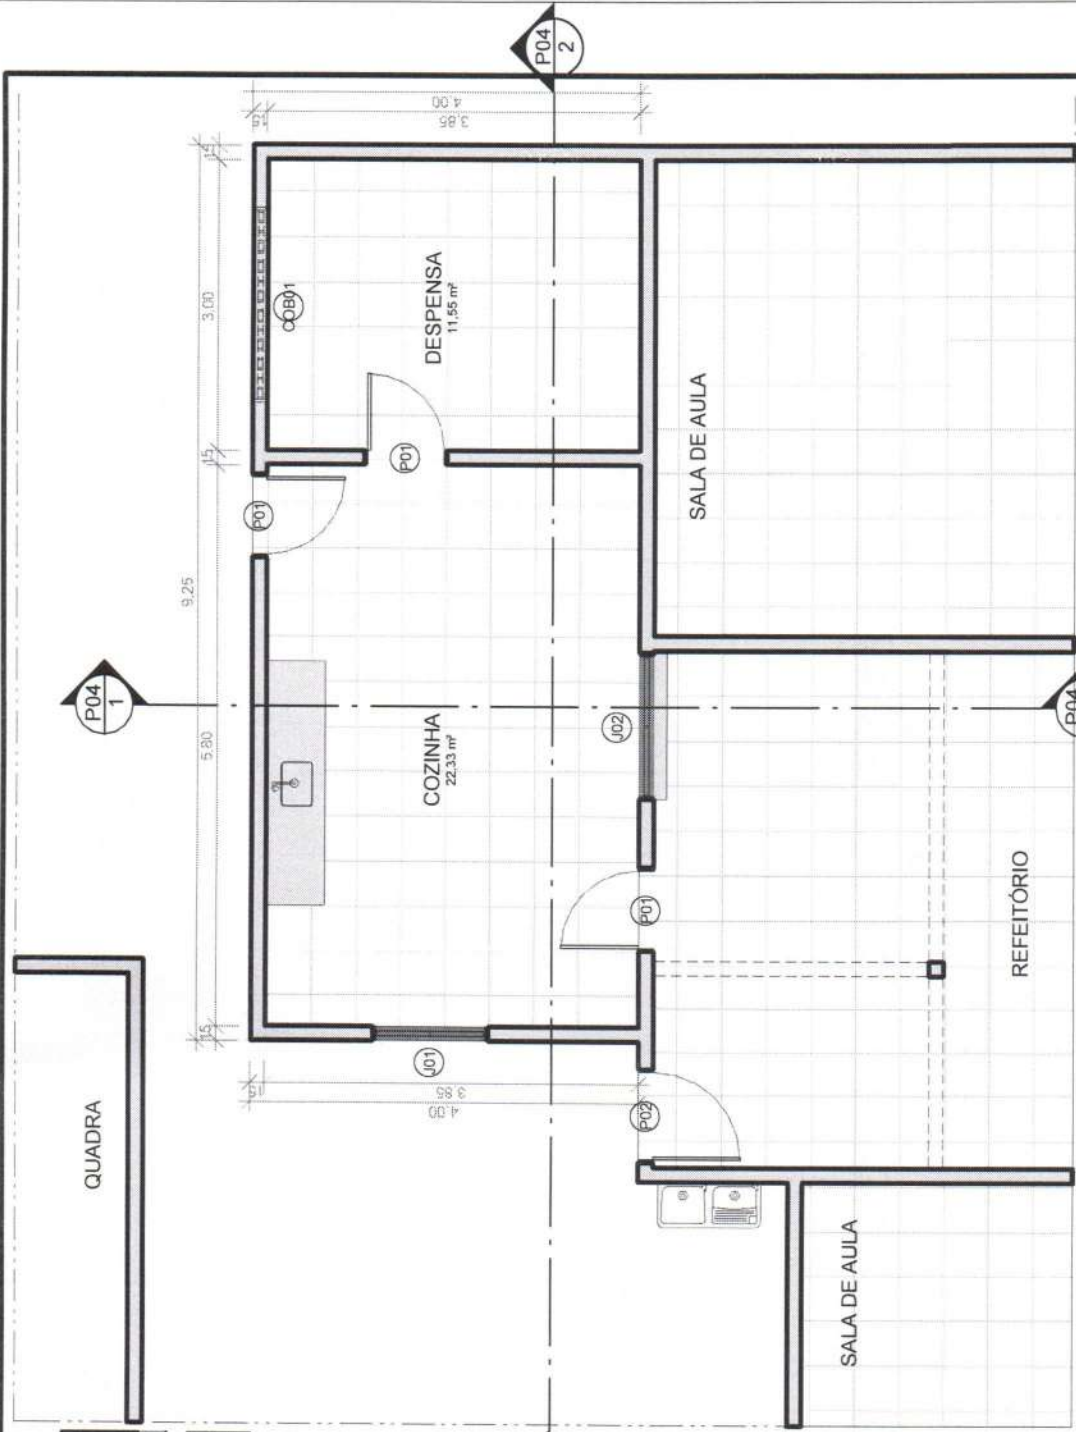 P04
2
4.00
3.85
15
15
3.00
COB01
DESPENSA
11,55 m²
15
P01
P01
SALA DE AULA
9.25
P04
1
5.80
COZINHA
22,33 m²
J02
P04
P01
REFEITÓRIO
15
J01
15
3.85
4.00
P02
QUADRA
SALA DE AULA